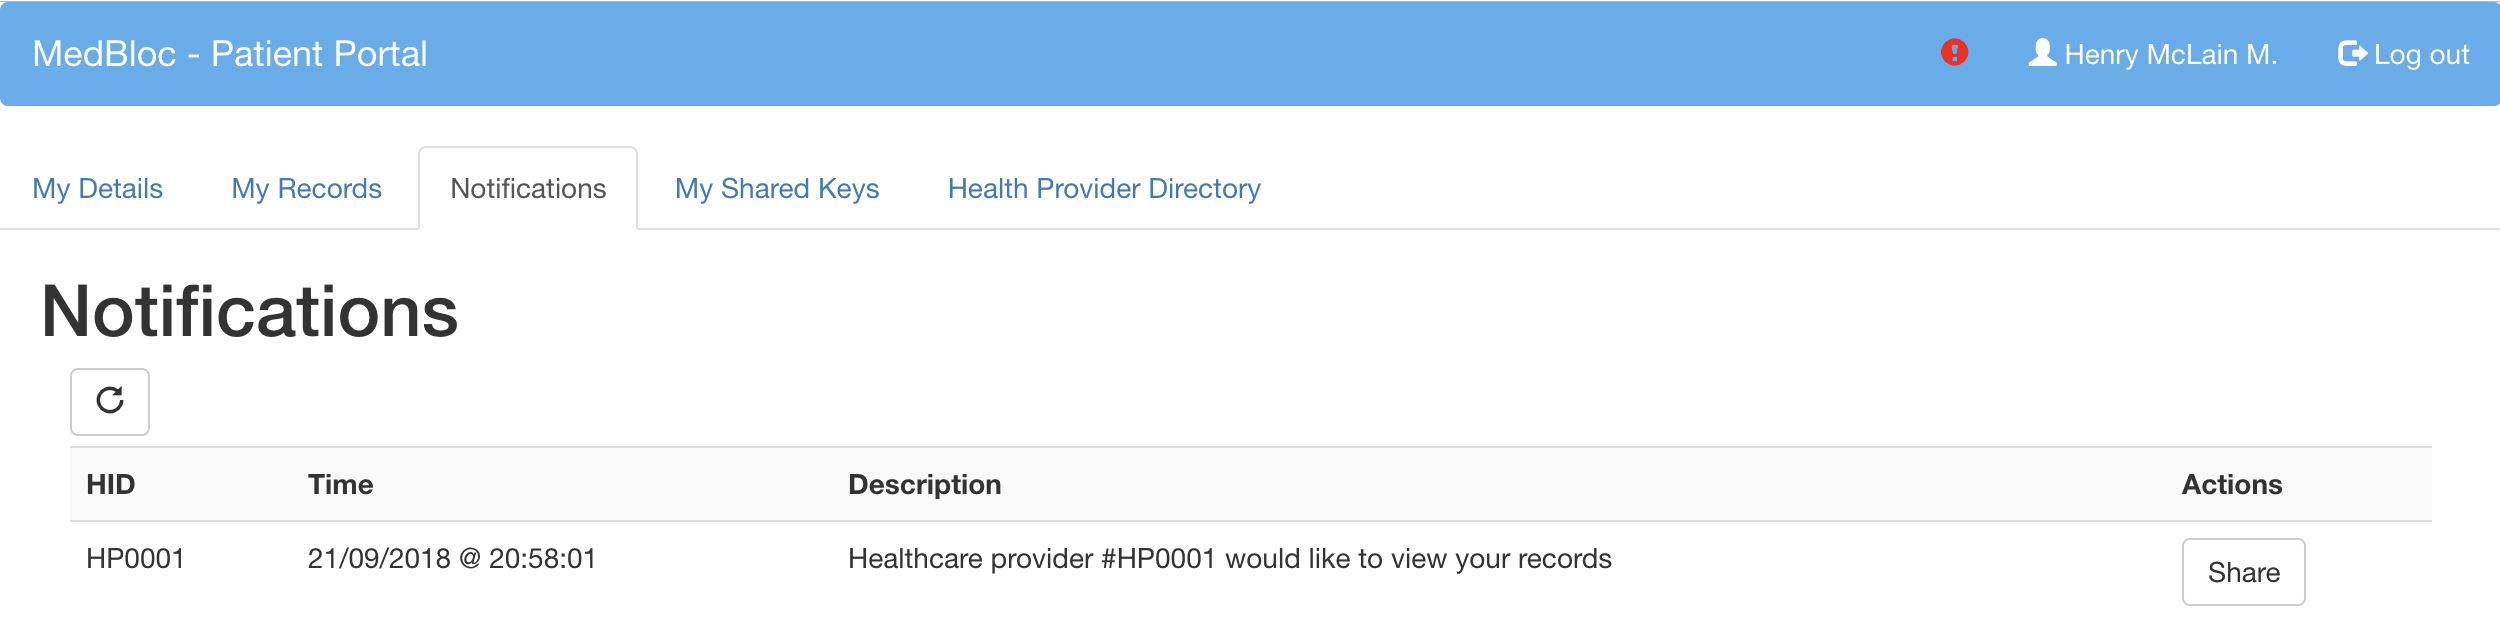 MedBloc - Patient Portal
Henry McLain M.
Log out
My Details
My Records
Notifications
My Shared Keys
Health Provider Directory
Notifications
HID Time Description Actions
HP0001 21/09/2018 @ 20:58:01 Healthcare provider #HP0001 would like to view your records Share